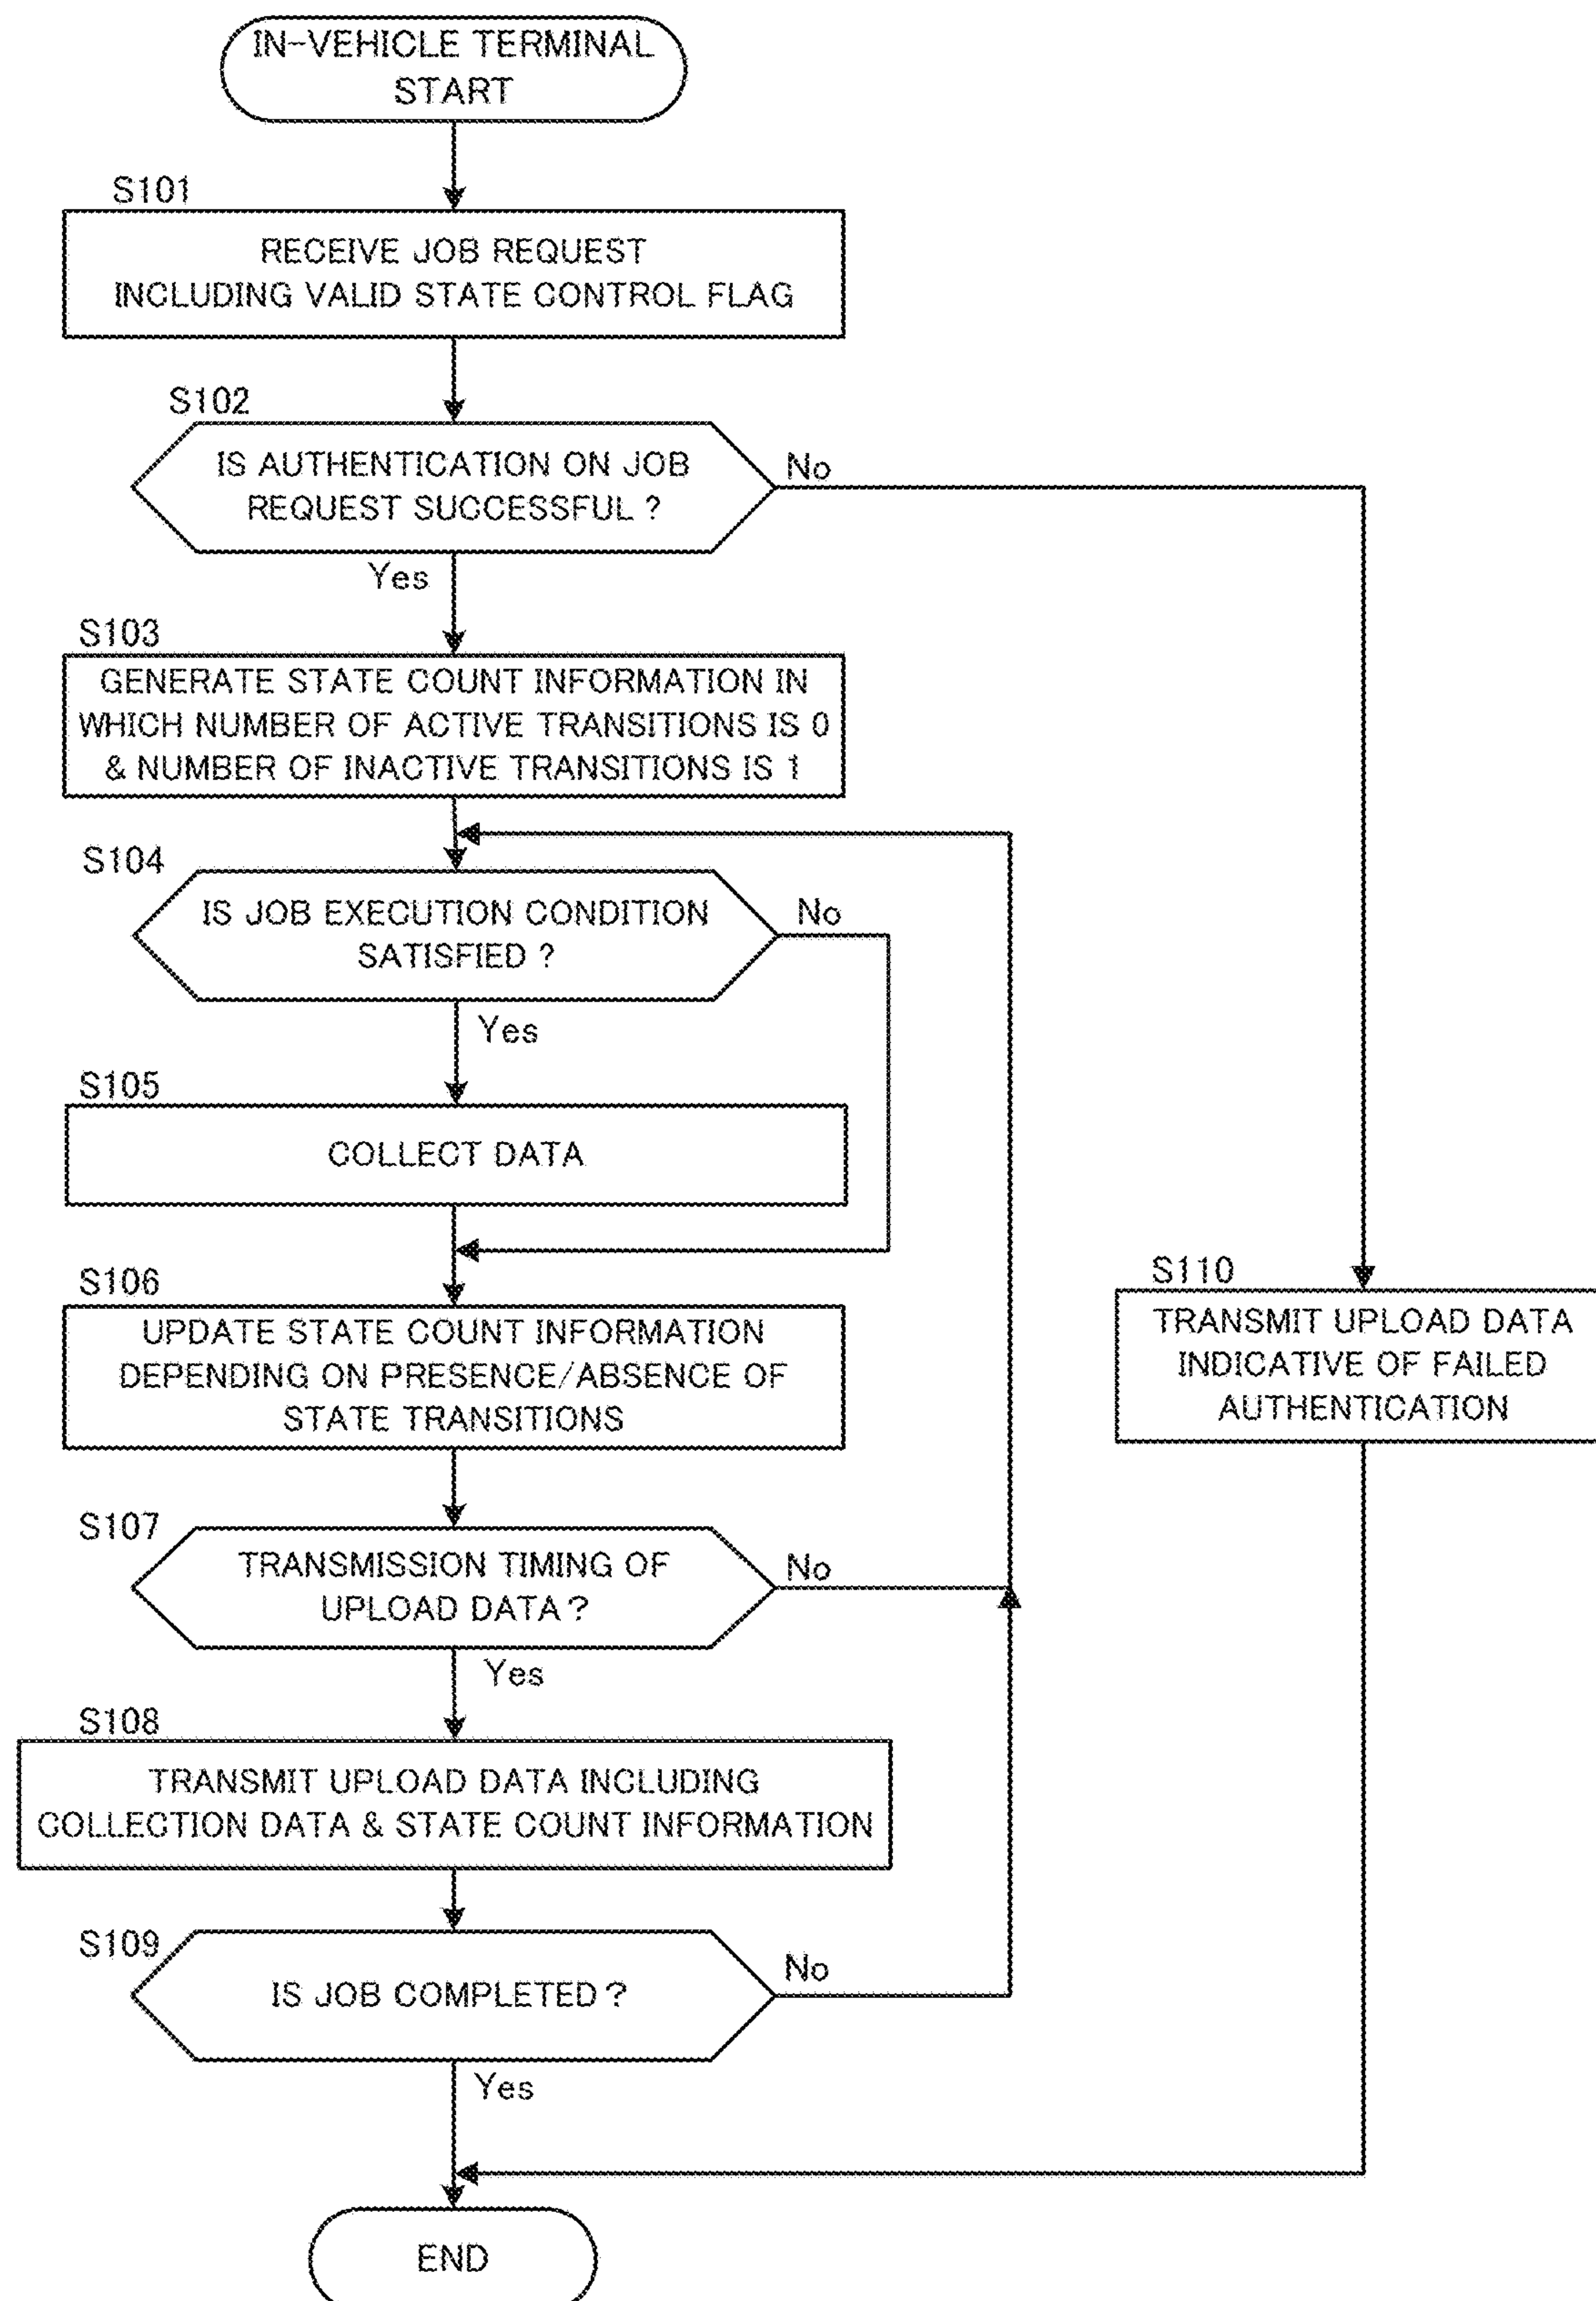 IN-VEHICLE TERMINAL
START
S101
RECEIVE JOB REQUEST
INCLUDING VALID STATE CONTROL FLAG
S102
IS AUTHENTICATION ON JOB
REQUEST SUCCESSFUL ?
No
Yes
S103
GENERATE STATE COUNT INFORMATION IN
WHICH NUMBER OF ACTIVE TRANSITIONS IS 0
& NUMBER OF INACTIVE TRANSITIONS IS 1
S104
IS JOB EXECUTION CONDITION
SATISFIED ?
No
Yes
S105
COLLECT DATA
S106
UPDATE STATE COUNT INFORMATION
DEPENDING ON PRESENCE/ABSENCE OF
STATE TRANSITIONS
S110
TRANSMIT UPLOAD DATA
INDICATIVE OF FAILED
AUTHENTICATION
S107
TRANSMISSION TIMING OF
UPLOAD DATA ?
No
Yes
S108
TRANSMIT UPLOAD DATA INCLUDING
COLLECTION DATA & STATE COUNT INFORMATION
S109
IS JOB COMPLETED ?
No
Yes
END